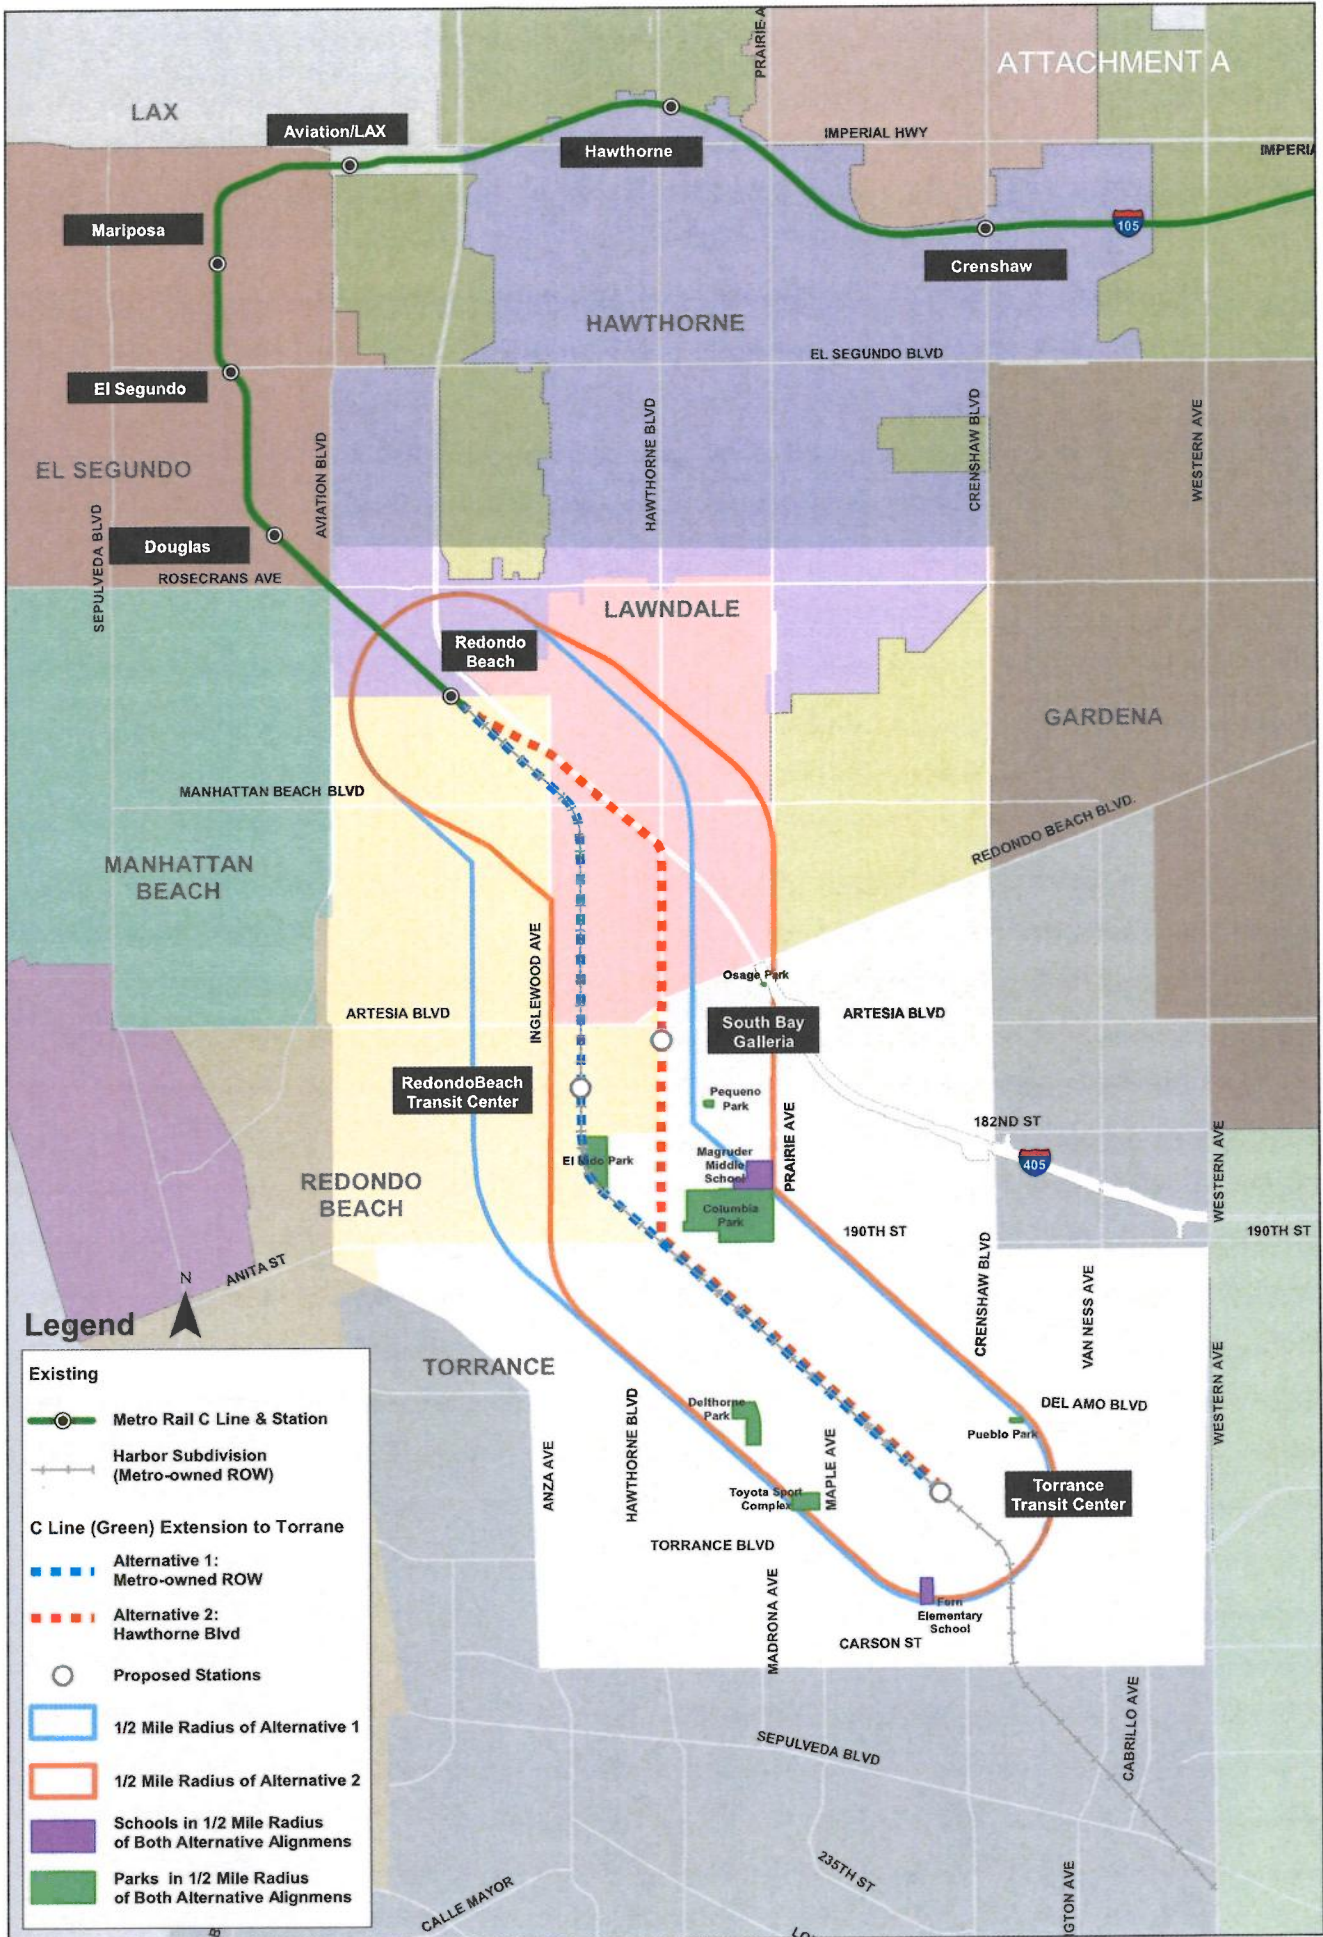 ATTACHMENT A
PRAIRIE A
LAX
Aviation/LAX
Hawthorne
IMPERIAL HWY
IMPERIA
Mariposa
105
Crenshaw
HAWTHORNE
EL SEGUNDO BLVD
El Segundo
EL SEGUNDO
AVIATION BLVD
HAWTHORNE BLVD
CRENSHAW BLVD
WESTERN AVE
SEPULVEDA BLVD
Douglas
ROSECRANS AVE
LAWNDALE
Redondo
Beach
GARDENA
MANHATTAN BEACH BLVD
REDONDO BEACH BLVD.
MANHATTAN
BEACH
INGLEWOOD AVE
Osage Park
ARTESIA BLVD
South Bay
Galleria
ARTESIA BLVD
RedondoBeach
Transit Center
Pequeno
Park
182ND ST
PRAIRIE AVE
WESTERN AVE
El Nido Park
Magruder
Middle
School
405
REDONDO
BEACH
Columbia
Park
190TH ST
190TH ST
ANITA ST
CRENSHAW BLVD
VAN NESS AVE
N
TORRANCE
WESTERN AVE
HAWTHORNE BLVD
Delthorne
Park
DEL AMO BLVD
Pueblo Park
ANZA AVE
MAPLE AVE
Toyota Sport
Complex
Torrance
Transit Center
TORRANCE BLVD
MADRONA AVE
Fern
Elementary
School
CARSON ST
CABRILLO AVE
SEPULVEDA BLVD
235TH ST
CALLE MAYOR
NGTON AVE
LO
B
Legend
Existing
Metro Rail C Line & Station
Harbor Subdivision
(Metro-owned ROW)
C Line (Green) Extension to Torrane
Alternative 1:
Metro-owned ROW
Alternative 2:
Hawthorne Blvd
Proposed Stations
1/2 Mile Radius of Alternative 1
1/2 Mile Radius of Alternative 2
Schools in 1/2 Mile Radius
of Both Alternative Alignmens
Parks in 1/2 Mile Radius
of Both Alternative Alignmens